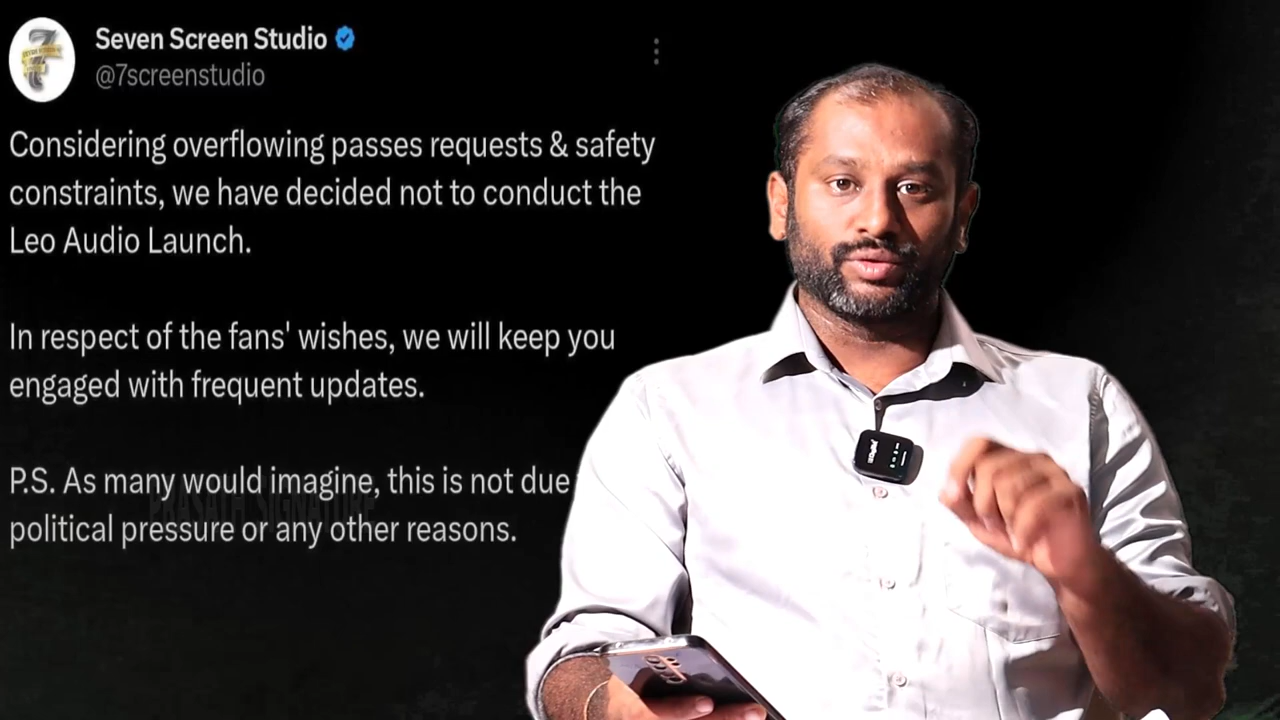 Seven Screen Studio
@7screenstudio
Considering overflowing passes requests & safety
constraints, we have decided not to conduct the
Leo Audio Launch.
In respect of the fans' wishes, we will keep you
engaged with frequent updates.
P.S. As many would imagine, this is not due
political pressure or any other reasons.
PRASATH SIGNATURE